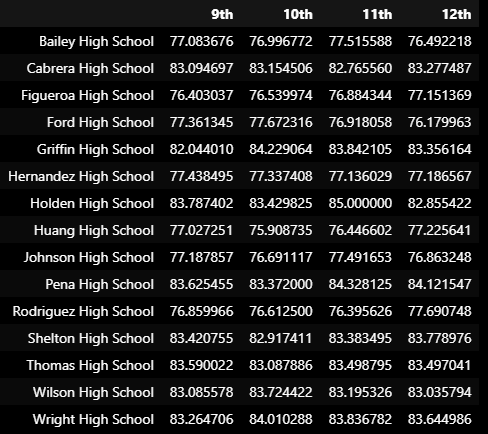 9th 10th 11th 12th
Bailey High School 77.083676 76.996772 77.515588 76.492218
Cabrera High School 83.094697 83.154506 82.765560 83.277487
Figueroa High School 76.403037 76.539974 76.884344 77.151369
Ford High School 77.361345 77.672316 76.918058 76.179963
Griffin High School 82.044010 84.229064 83.842105 83.356164
Hernandez High School 77.438495 77.337408 77.136029 77.186567
Holden High School 83.787402 83.429825 85.000000 82.855422
Huang High School 77.027251 75.908735 76.446602 77.225641
Johnson High School 77.187857 76.691117 77.491653 76.863248
Pena High School 83.625455 83.372000 84.328125 84.121547
Rodriguez High School 76.859966 76.612500 76.395626 77.690748
Shelton High School 83.420755 82.917411 83.383495 83.778976
Thomas High School 83.590022 83.087886 83.498795 83.497041
Wilson High School 83.085578 83.724422 83.195326 83.035794
Wright High School 83.264706 84.010288 83.836782 83.644986